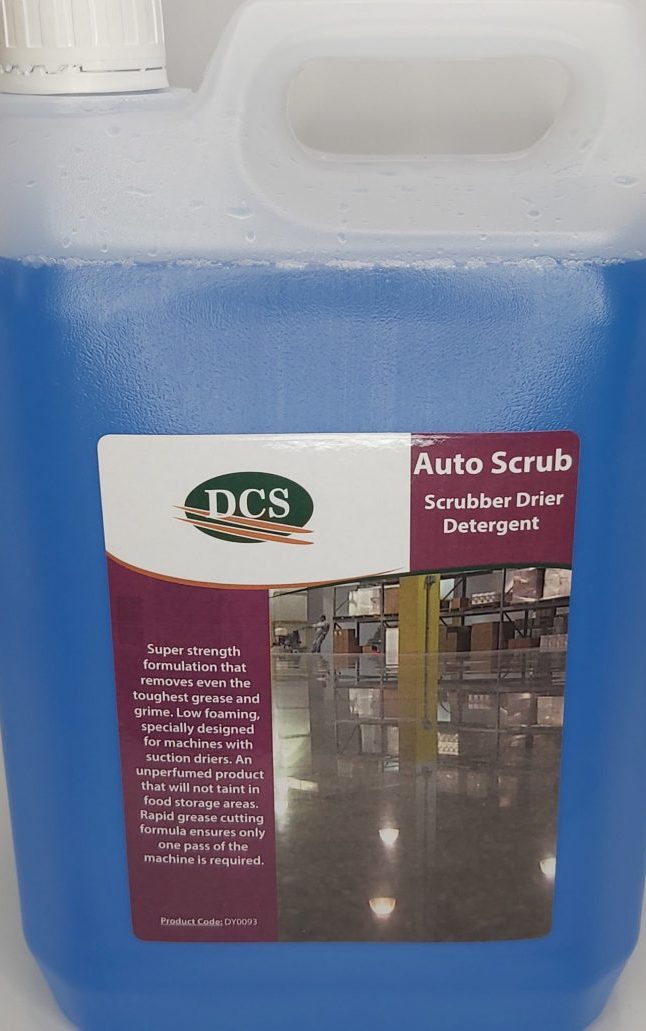 DCS
Auto Scrub
Scrubber Drier
Detergent
Super strength
formulation that
removes even the
toughest grease and
grime. Low foaming,
specially designed
for machines with
suction driers. An
unperfumed product
that will not taint in
food storage areas.
Rapid grease cutting
formula ensures only
one pass of the
machine is required.
Product Code: DY0093